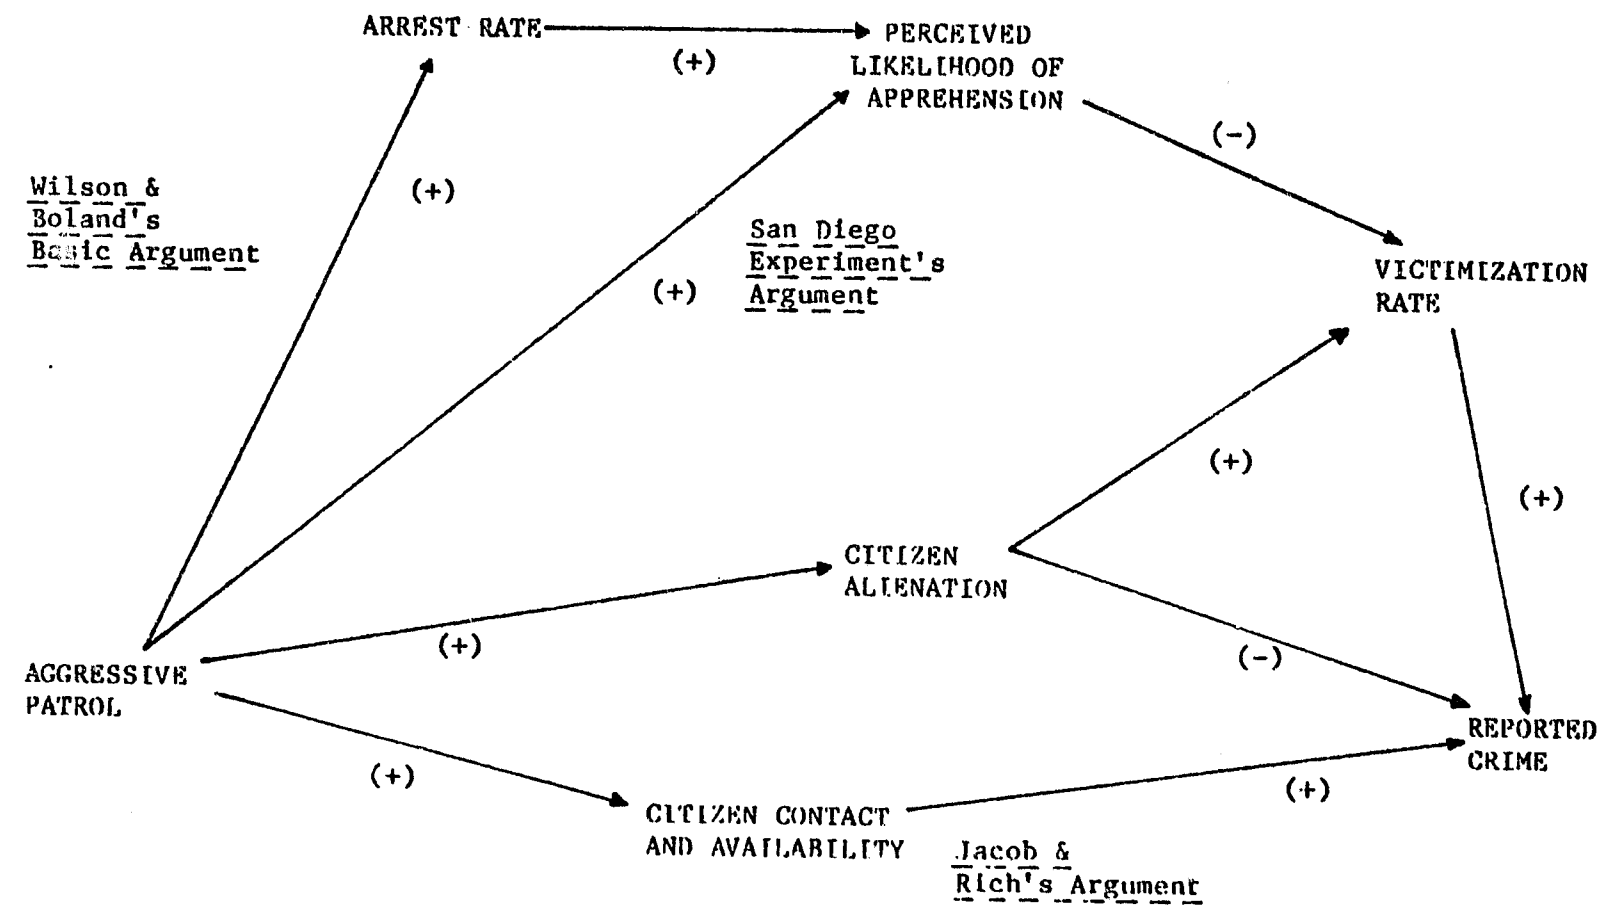 ARREST RATE
(+)
PERCEIVED
LIKELIHOOD OF
APPREHENSION
(-)
Wilson &
Boland's
Basic Argument
(+)
San Diego
Experiment's
Argument
(+)
VICTIMIZATION
RATE
(+)
(+)
CITIZEN
ALIENATION
(+)
(-)
AGGRESSIVE
PATROL
REPORTED
CRIME
(+)
(+)
CITIZEN CONTACT
AND AVAILABILITY
Jacob &
Rich's Argument